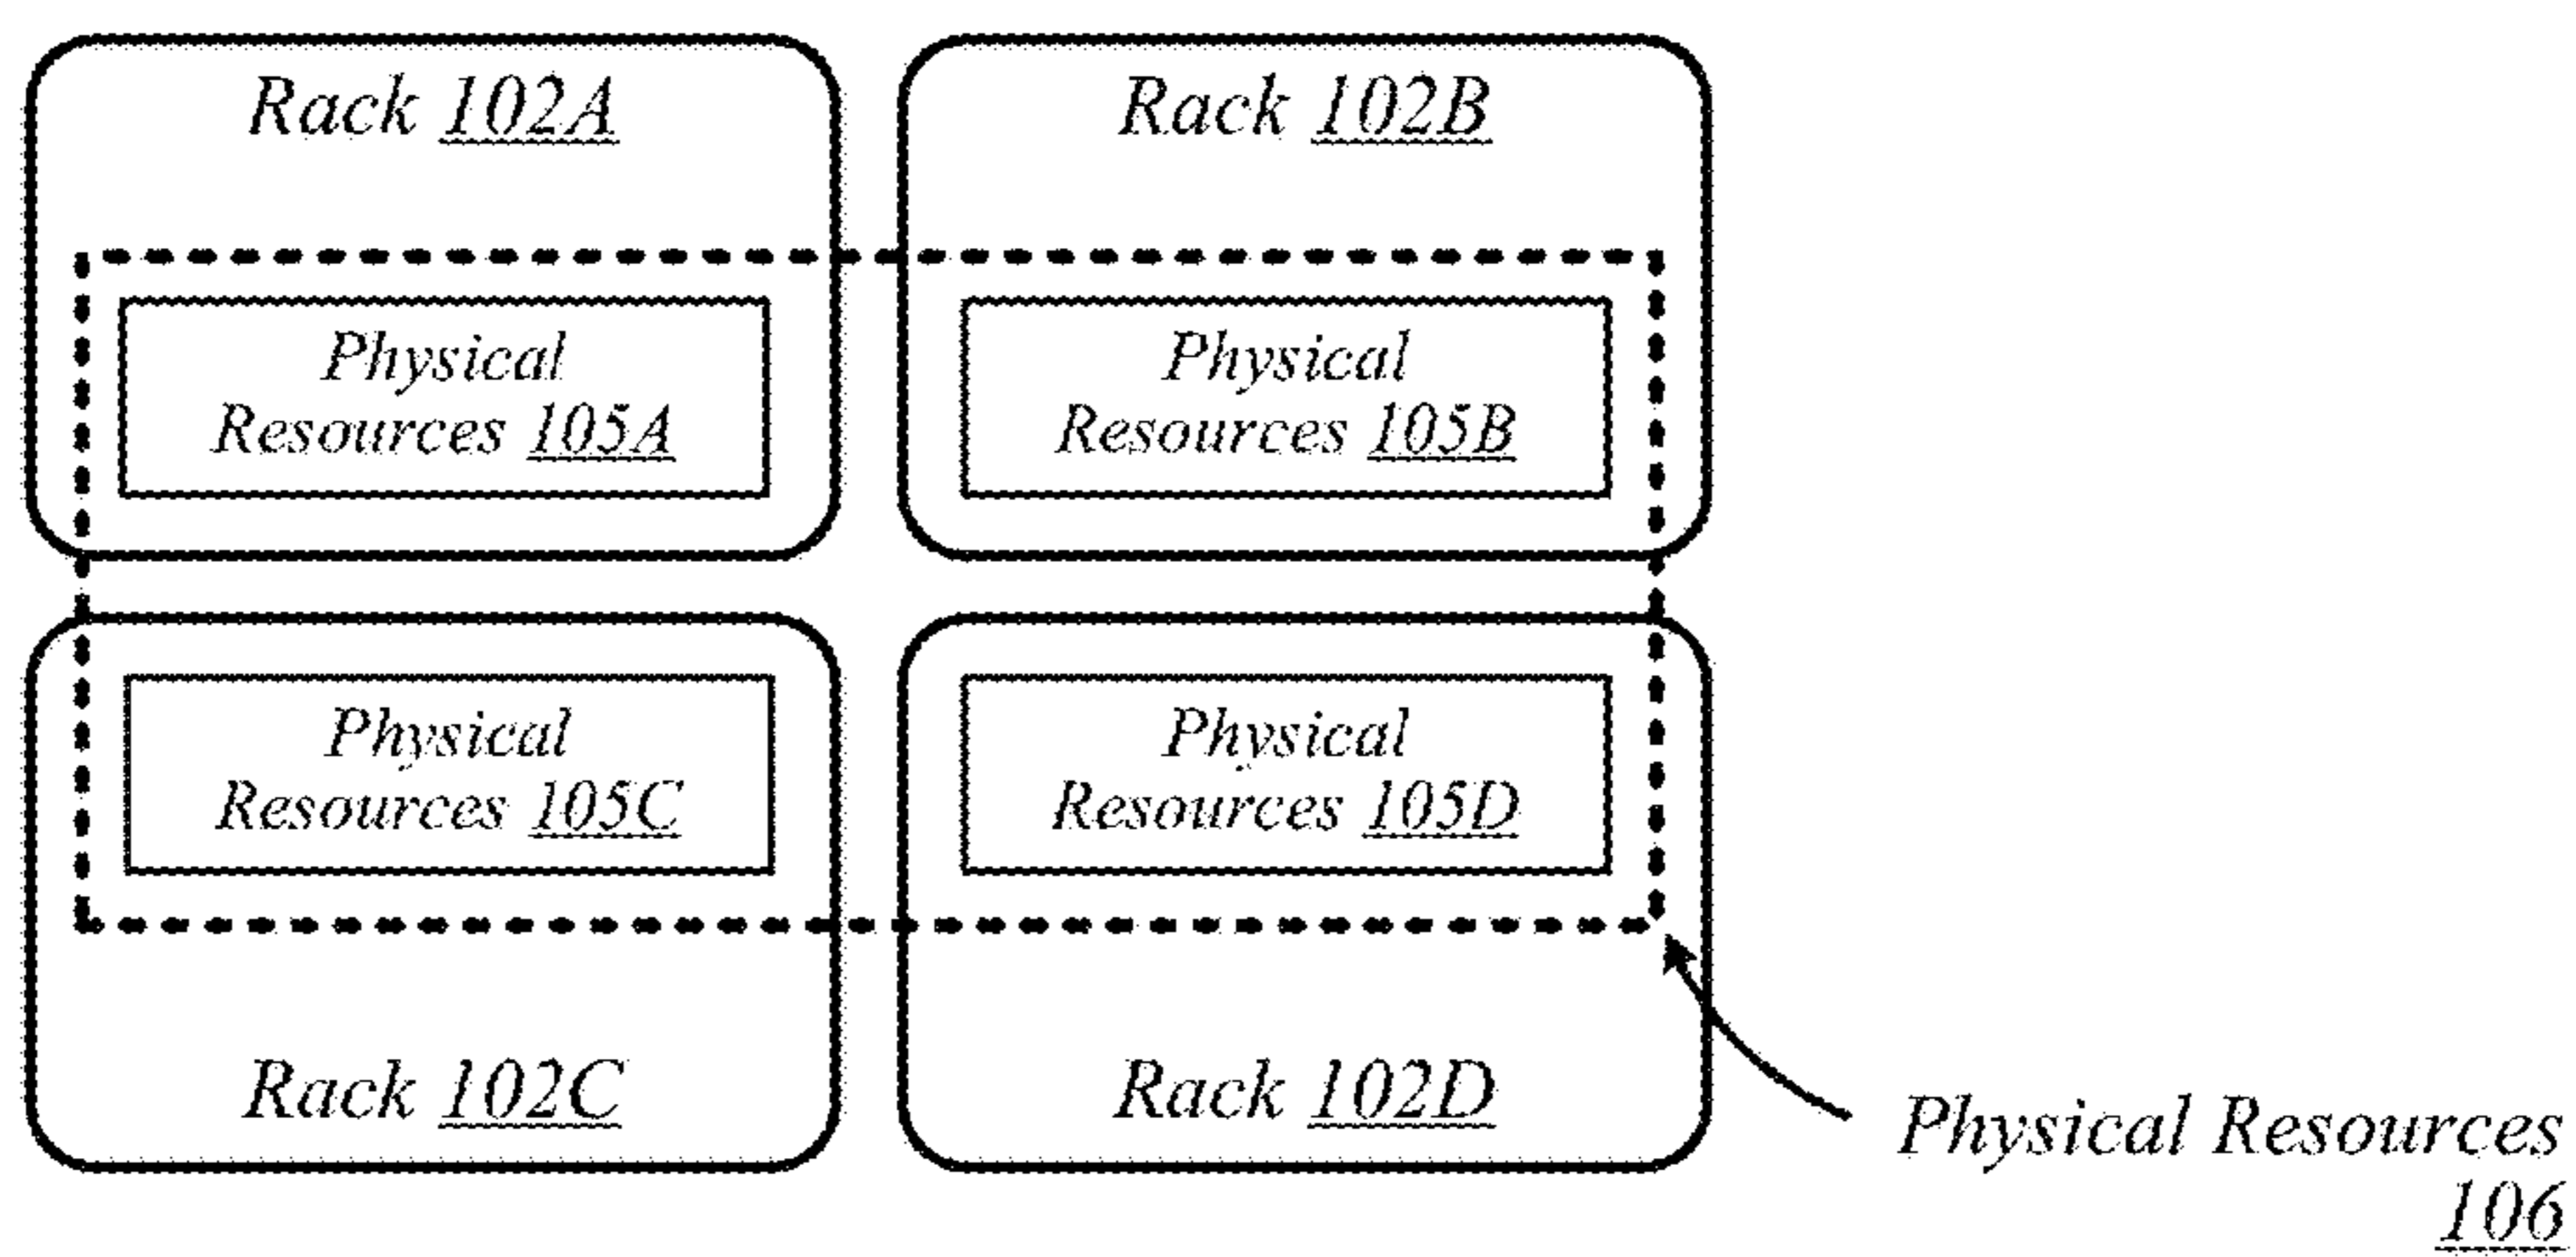 Rack 102A
Rack 102B
Physical
Resources 105A
Physical
Resources 105B
Physical
Resources 105C
Physical
Resources 105D
Rack 102C
Rack 102D
Physical Resources
106